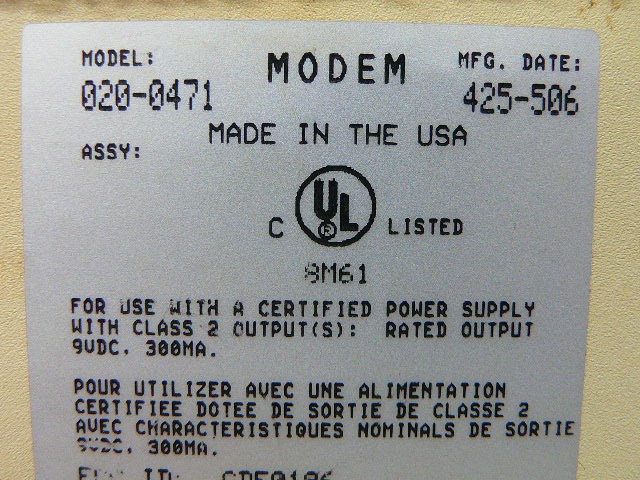 MODEL: MODEM MFG. DATE:
020-0471 425-506
MADE IN THE USA
ASSY:
C UL LISTED
8M61
FOR USE WITH A CERTIFIED POWER SUPPLY
WITH CLASS 2 OUTPUT(S): RATED OUTPUT
9VDC, 300MA.
POUR UTILIZER AVEC UNE ALIMENTATION
CERTIFIEE DOTEE DE SORTIE DE CLASSE 2
AVEC CHARACTERISTIQUES NOMINALS DE SORTIE
9VDC, 300MA.